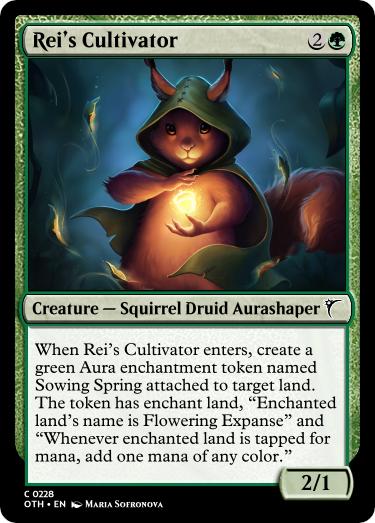 Rei's Cultivator 2
Creature — Squirrel Druid Aurashaper
When Rei's Cultivator enters, create a
green Aura enchantment token named
Sowing Spring attached to target land.
The token has enchant land, “Enchanted
land's name is Flowering Expanse” and
“Whenever enchanted land is tapped for
mana, add one mana of any color.”
2/1
C 0228
OTH • EN Maria Sofronova